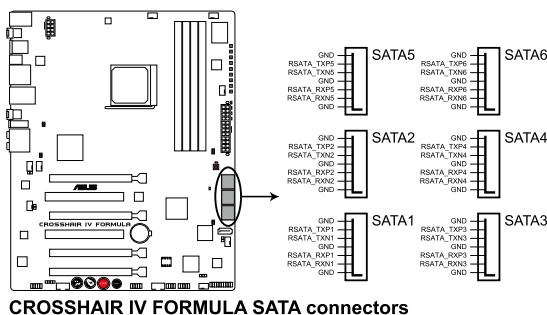 SATA5
GND
RSATA_TXP5
RSATA_TXN5
GND
RSATA_RXP5
RSATA_RXN5
GND
SATA6
GND
RSATA_TXP6
RSATA_TXN6
GND
RSATA_RXP6
RSATA_RXN6
GND
SATA2
GND
RSATA_TXP2
RSATA_TXN2
GND
RSATA_RXP2
RSATA_RXN2
GND
SATA4
GND
RSATA_TXP4
RSATA_TXN4
GND
RSATA_RXP4
RSATA_RXN4
GND
SATA1
GND
RSATA_TXP1
RSATA_TXN1
GND
RSATA_RXP1
RSATA_RXN1
GND
SATA3
GND
RSATA_TXP3
RSATA_TXN3
GND
RSATA_RXP3
RSATA_RXN3
GND
ASUS
CROSSHAIR IV FORMULA
CROSSHAIR IV FORMULA SATA connectors